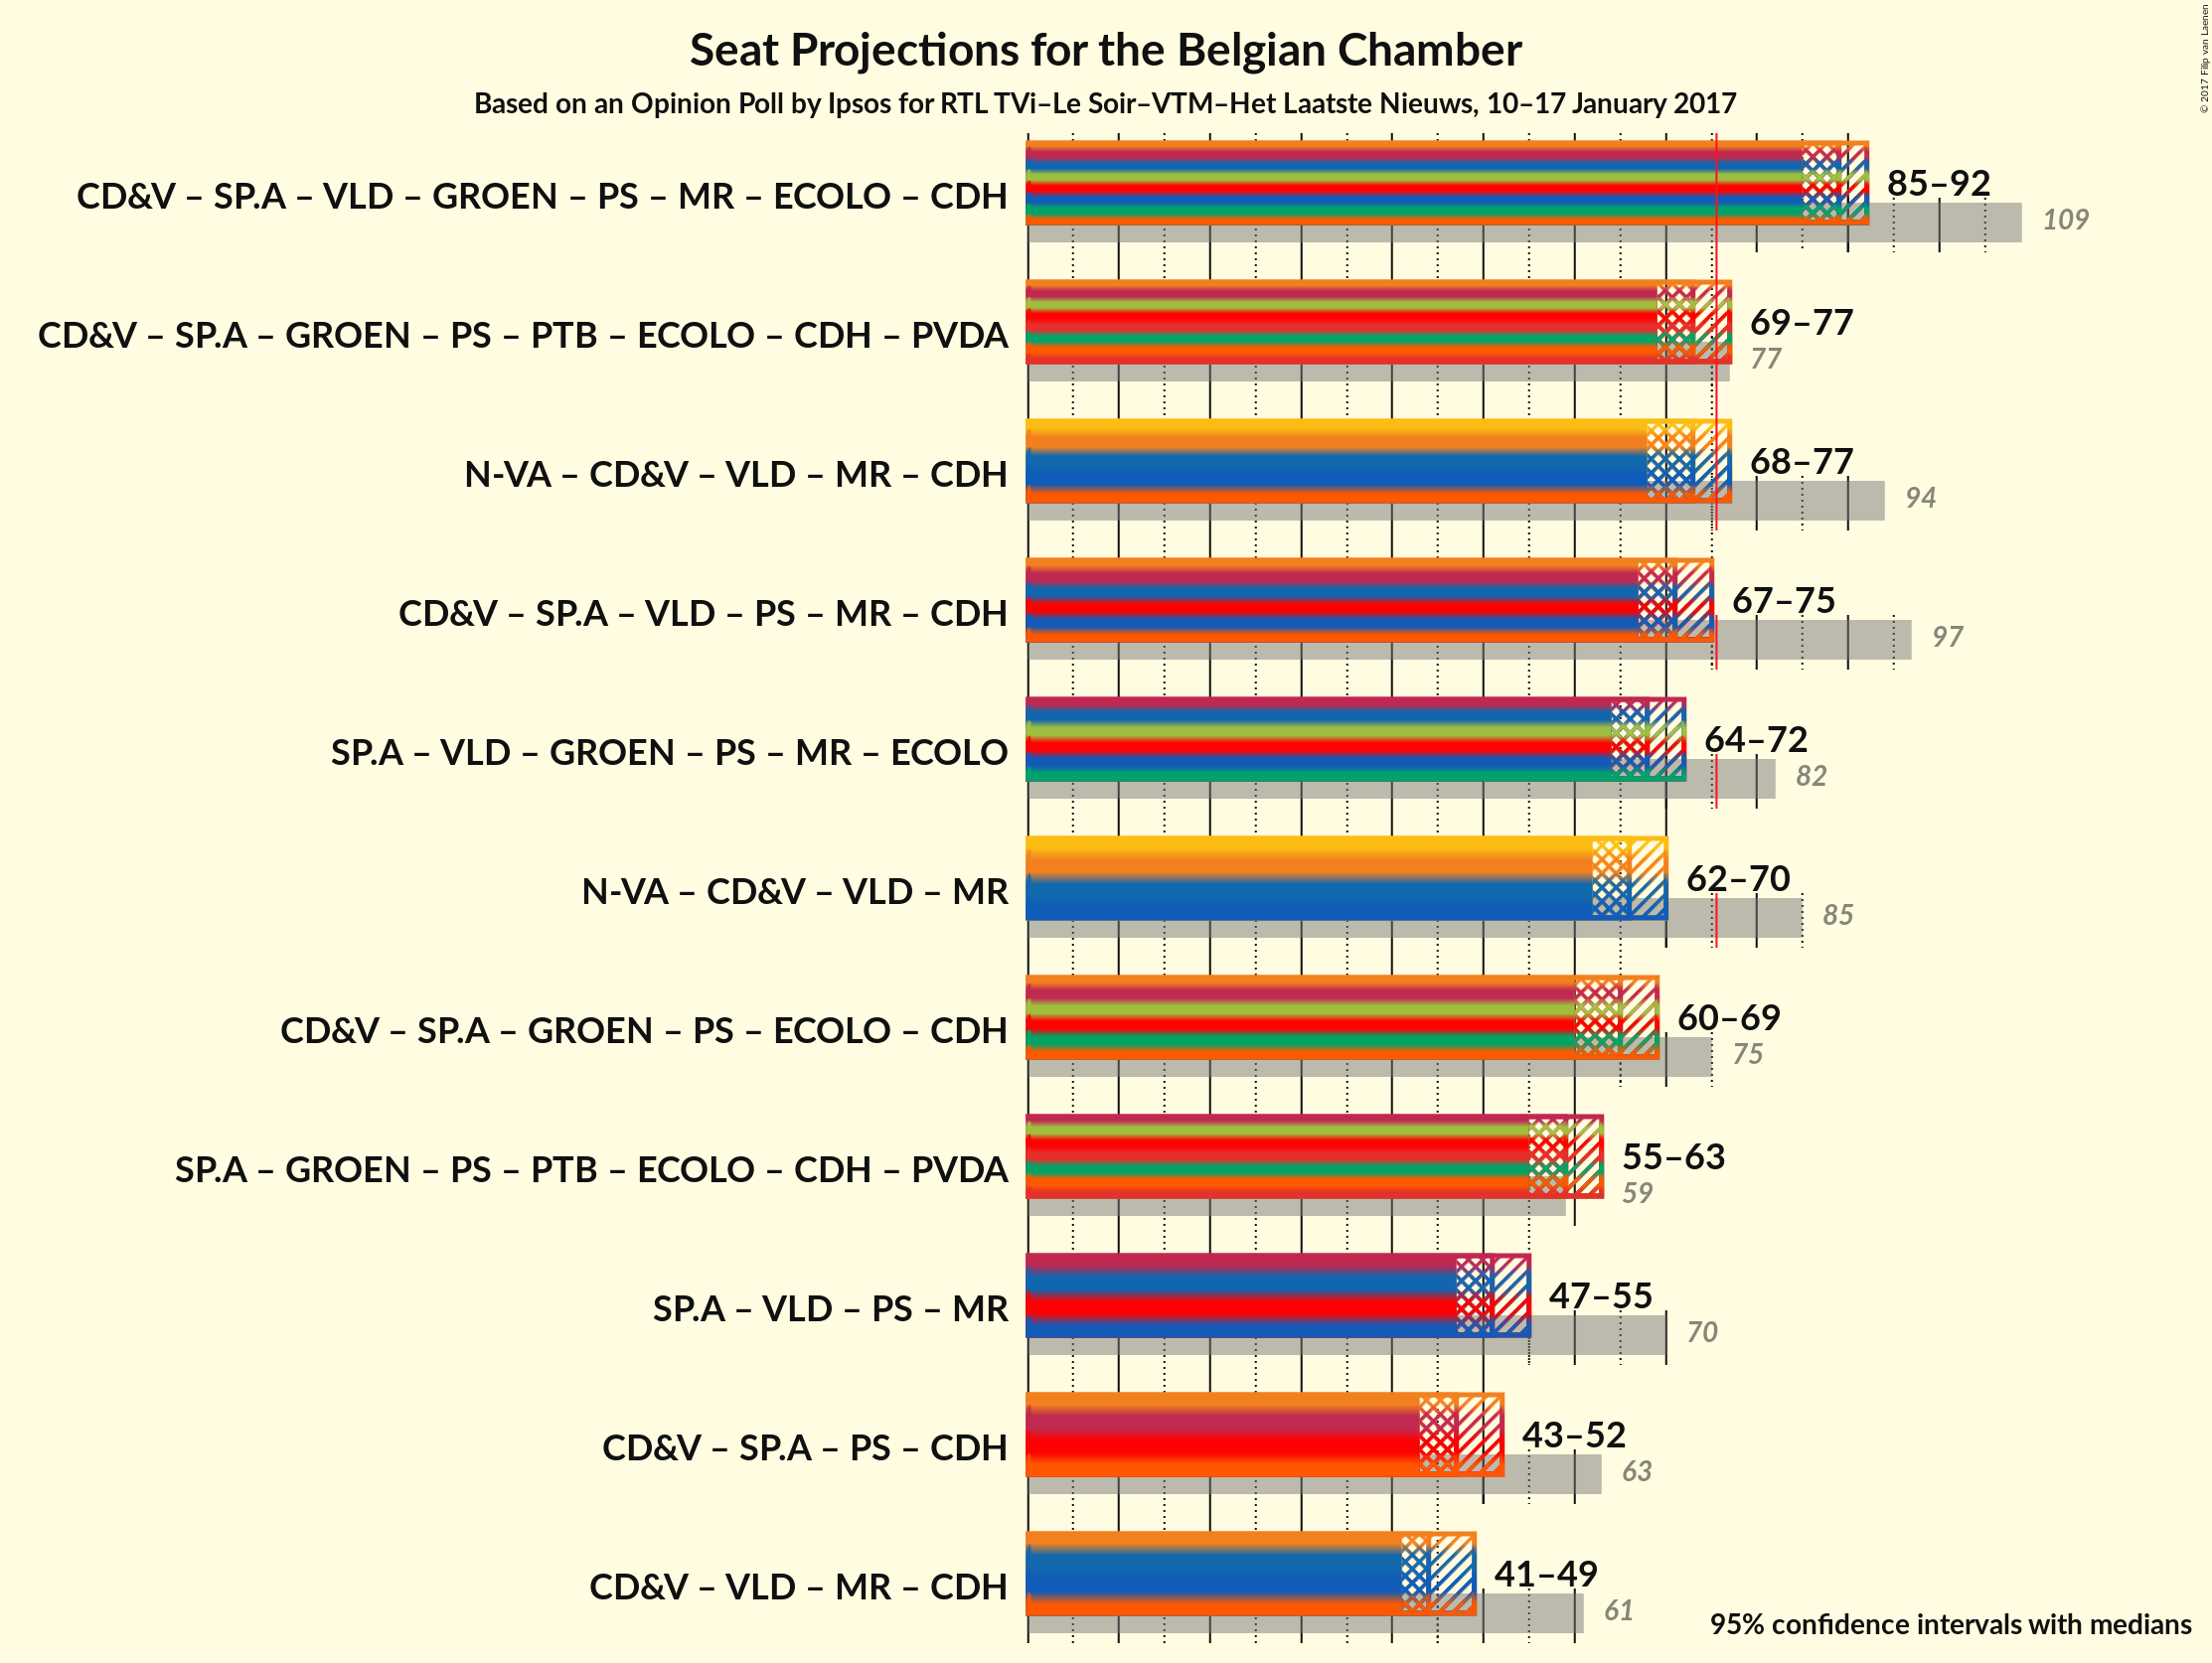 Seat Projections for the Belgian Chamber
Based on an Opinion Poll by Ipsos for RTL TVi–Le Soir–VTM–Het Laatste Nieuws, 10–17 January 2017
© 2017 Filip van Laenen
CD&V – SP.A – VLD – GROEN – PS – MR – ECOLO – CDH
85–92
109
CD&V – SP.A – GROEN – PS – PTB – ECOLO – CDH – PVDA
69–77
77
N-VA – CD&V – VLD – MR – CDH
68–77
94
CD&V – SP.A – VLD – PS – MR – CDH
67–75
97
SP.A – VLD – GROEN – PS – MR – ECOLO
64–72
82
N-VA – CD&V – VLD – MR
62–70
85
CD&V – SP.A – GROEN – PS – ECOLO – CDH
60–69
75
SP.A – GROEN – PS – PTB – ECOLO – CDH – PVDA
55–63
59
SP.A – VLD – PS – MR
47–55
70
CD&V – SP.A – PS – CDH
43–52
63
CD&V – VLD – MR – CDH
41–49
61
95% confidence intervals with medians